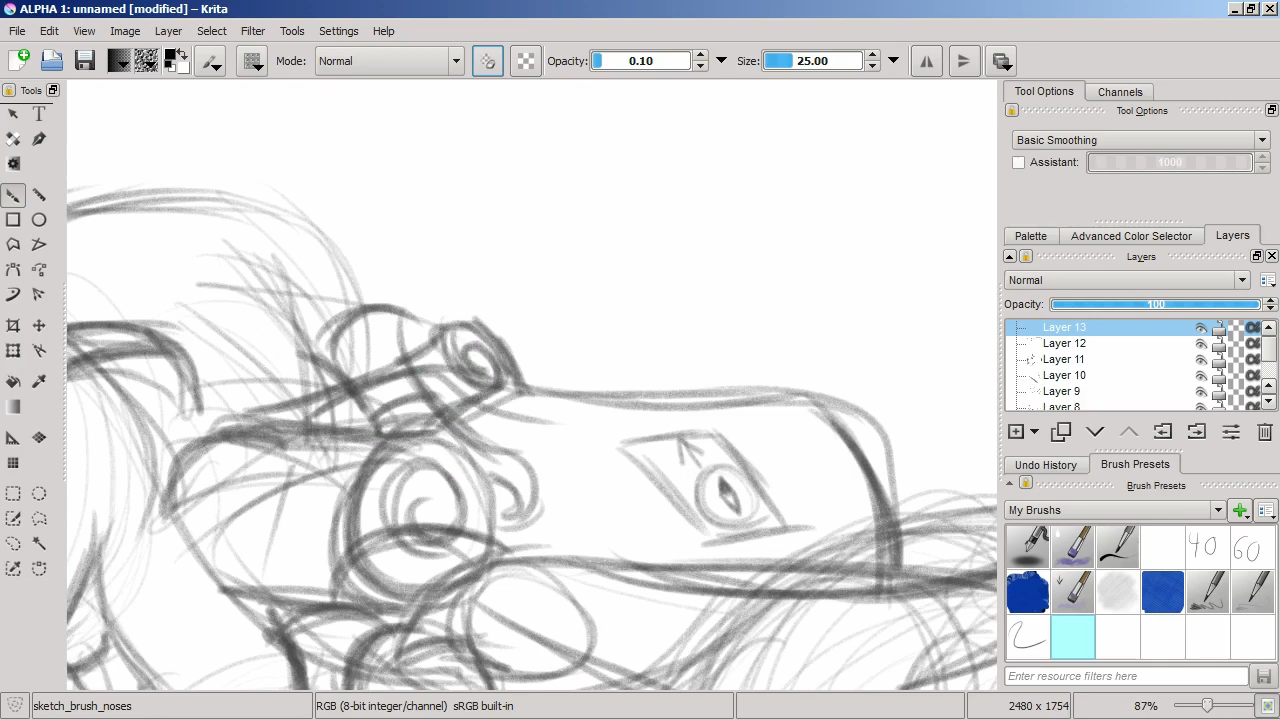 ALPHA 1: unnamed [modified] – Krita
File Edit View Image Layer Select Filter Tools Settings Help
Mode: Normal Opacity: 0.10 Size: 25.00
Tools
T
Tool Options Channels
Tool Options
Basic Smoothing
Assistant: 1000
Palette Advanced Color Selector Layers
Layers
Normal
Opacity: 100
Layer 13
Layer 12
Layer 11
Layer 10
Layer 9
Layer 8
Undo History Brush Presets
Brush Presets
My Brushes
40 60
Enter resource filters here
sketch_brush_noses RGB (8-bit integer/channel) sRGB built-in 2480 x 1754 87%